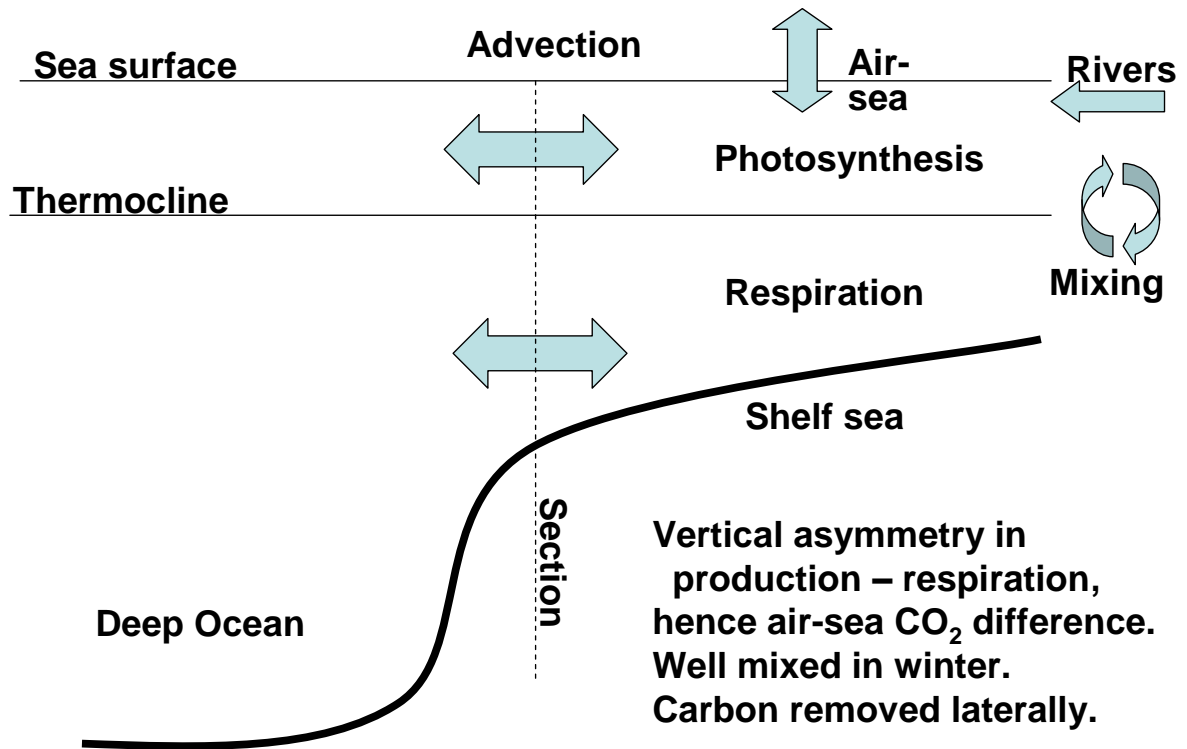 Advection
Sea surface
Air-
sea
Rivers
Photosynthesis
Thermocline
Mixing
Respiration
Shelf sea
Section
Deep Ocean
Vertical asymmetry in
production – respiration,
hence air-sea CO₂ difference.
Well mixed in winter.
Carbon removed laterally.